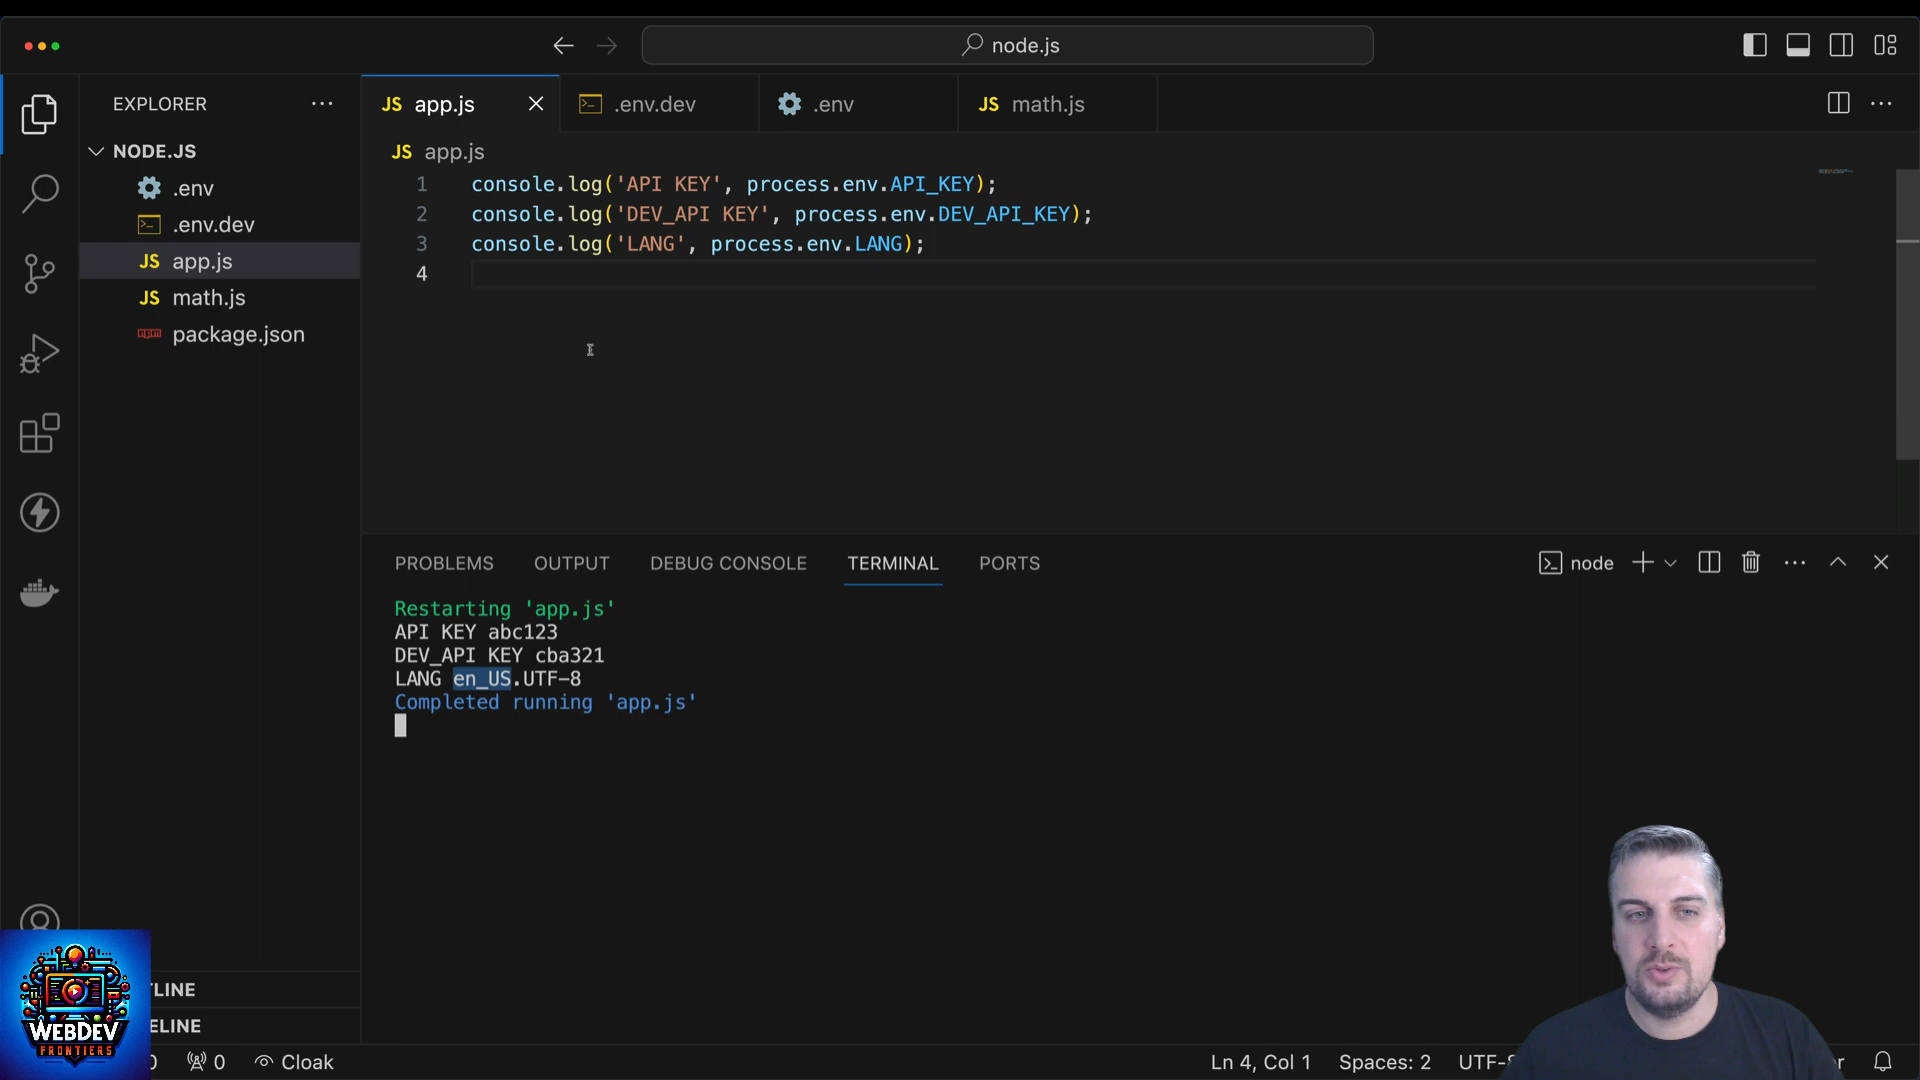 node.js
EXPLORER
NODE.JS
.env
.env.dev
JS app.js
JS math.js
package.json
JS app.js
.env.dev
.env
JS math.js
JS app.js
1 console.log('API KEY', process.env.API_KEY);
2 console.log('DEV_API KEY', process.env.DEV_API_KEY);
3 console.log('LANG', process.env.LANG);
4
PROBLEMS OUTPUT DEBUG CONSOLE TERMINAL PORTS
node
Restarting 'app.js'
API KEY abc123
DEV_API KEY cba321
LANG en_US.UTF-8
Completed running 'app.js'
TLINE
ELINE
WEBDEV
FRONTIERS
0 Cloak
Ln 4, Col 1 Spaces: 2